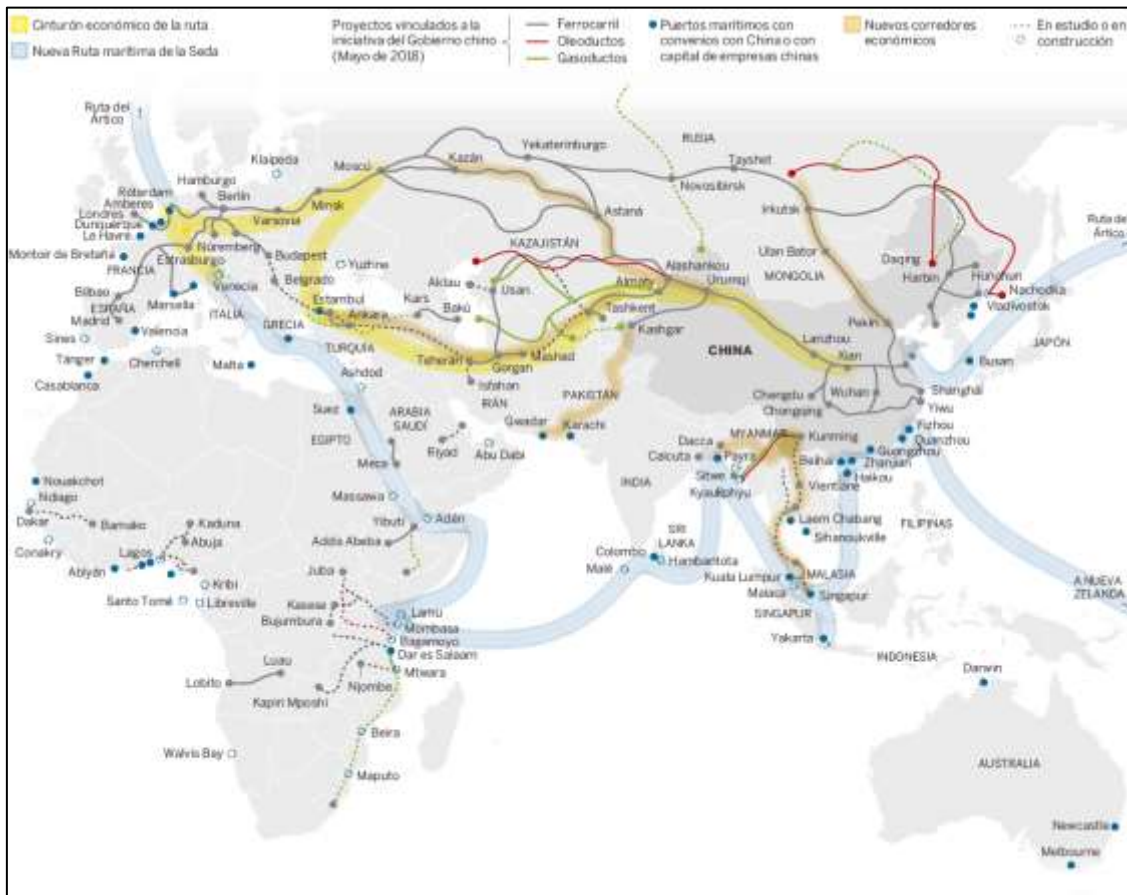 Cinturón económico de la ruta
Nueva Ruta marítima de la Seda
Proyectos vinculados a la
iniciativa del Gobierno chino
(Mayo de 2018)
Ferrocarril
Oleoductos
Gasoductos
Puertos marítimos con
convenios con China o con
capital de empresas chinas
Nuevos corredores
económicos
En estudio o en
construcción
Ruta del
Ártico
Klaipeda
Hamburgo
Berlín
Róterdam
Amberes
Londres
Dunquerque
Le Havre
Montoir de Bretaña
FRANCIA
Estrasburgo
Núremberg
Varsovia
Minsk
Moscú
Kazán
Yekaterinburgo
RUSIA
Tayshet
Novosibirsk
Astaná
Irkutsk
Ulan Bator
MONGOLIA
Daqing
Harbin
Hunchun
Nachodka
Vladivostok
Ruta del
Ártico
Budapest
Belgrado
Venecia
ITALIA
Marsella
Bilbao
ESPAÑA
Madrid
Sines
Valencia
Tánger
Casablanca
Cherchell
Malta
GRECIA
Estambul
Ankara
TURQUÍA
Yuzhne
Kars
Bakú
Aktau
Usan
KAZAJISTÁN
Almaty
Alashankou
Urumqi
Tashkent
Kashgar
Teherán
Gorgan
Mashad
Isfahan
IRÁN
Ashdod
Suez
EGIPTO
ARABIA
SAUDÍ
Meca
Riyad
Abu Dabi
PAKISTÁN
Gwadar
Karachi
CHINA
Lanzhou
Xian
Pekín
Chengdu
Chongqing
Wuhan
Shanghái
Yiwu
Busan
JAPÓN
Fizhou
Quanzhou
Guangzhou
Zhanjian
Haikou
Beihai
Kunming
MYANMAR
Dacca
Calcuta
Payra
Sitwe
Kyaukphyu
INDIA
Vientiane
Laem Chabang
Sihanoukville
FILIPINAS
SRI
LANKA
Colombo
Hambantota
Malé
Kuala Lumpur
MALASIA
Malaca
Singapur
SINGAPUR
Yakarta
INDONESIA
A NUEVA
ZELANDA
Darwin
AUSTRALIA
Newcastle
Melbourne
Nouakchot
Ndiago
Dakar
Bamako
Conakry
Kaduna
Abuja
Lagos
Abiyán
Kribi
Santo Tomé
Libreville
Massawa
Adén
Yibuti
Addis Abeba
Juba
Kasese
Bujumbura
Lamu
Mombasa
Bagamoyo
Dar es Salaam
Mtwara
Njombe
Luau
Lobito
Kapiri Mposhi
Beira
Walvis Bay
Maputo